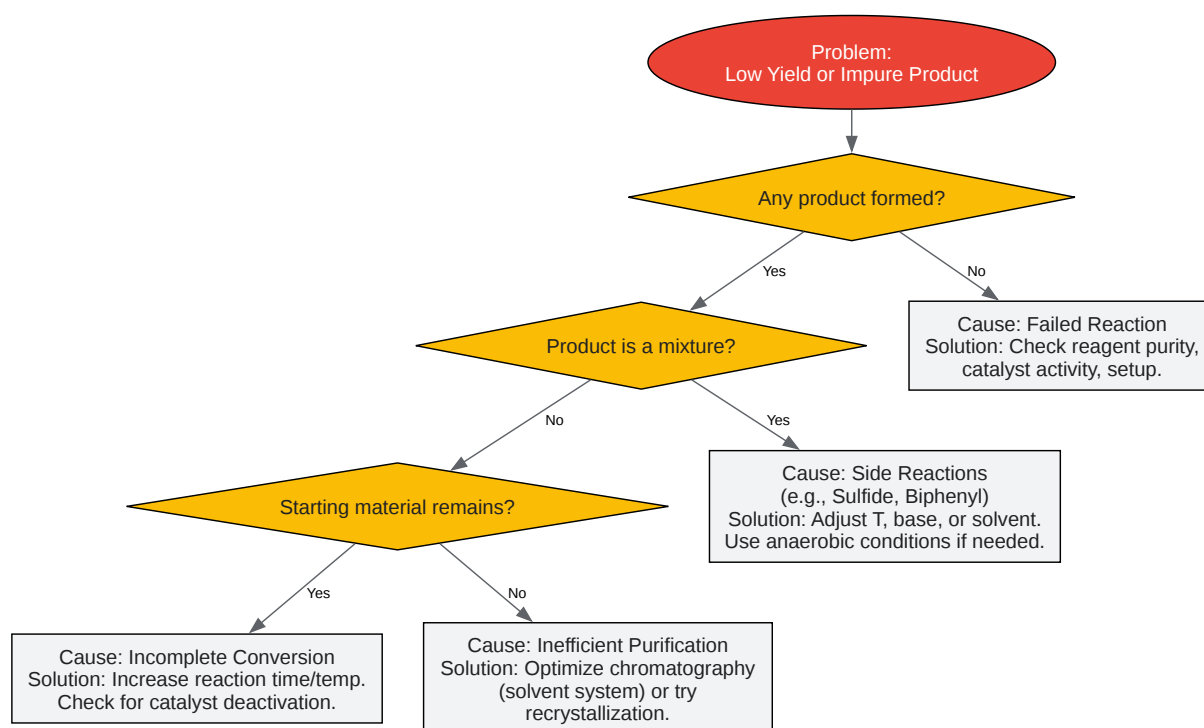 Problem:
Low Yield or Impure Product
Any product formed?
Yes
No
Cause: Failed Reaction
Solution: Check reagent purity,
catalyst activity, setup.
Product is a mixture?
No
Yes
Cause: Side Reactions
(e.g., Sulfide, Biphenyl)
Solution: Adjust T, base, or solvent.
Use anaerobic conditions if needed.
Starting material remains?
Yes
No
Cause: Incomplete Conversion
Solution: Increase reaction time/temp.
Check for catalyst deactivation.
Cause: Inefficient Purification
Solution: Optimize chromatography
(solvent system) or try
recrystallization.